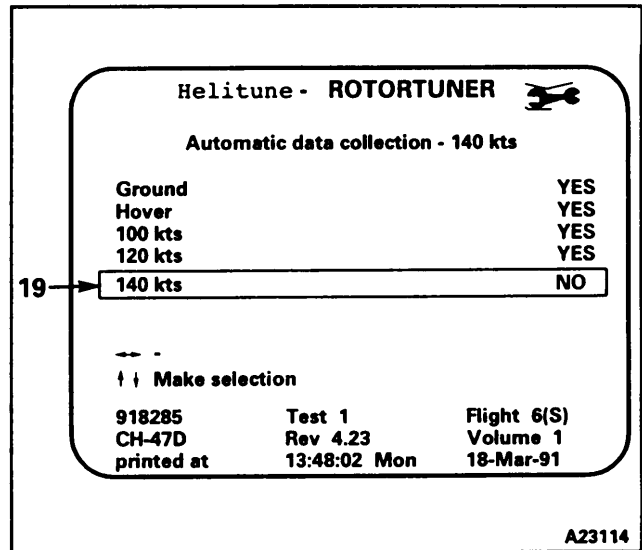 Helitune - ROTORTUNER
Automatic data collection - 140 kts
Ground YES
Hover YES
100 kts YES
120 kts YES
19 140 kts NO
↔ -
↑ ↓ Make selection
918285 Test 1 Flight 6(S)
CH-47D Rev 4.23 Volume 1
printed at 13:48:02 Mon 18-Mar-91
A23114